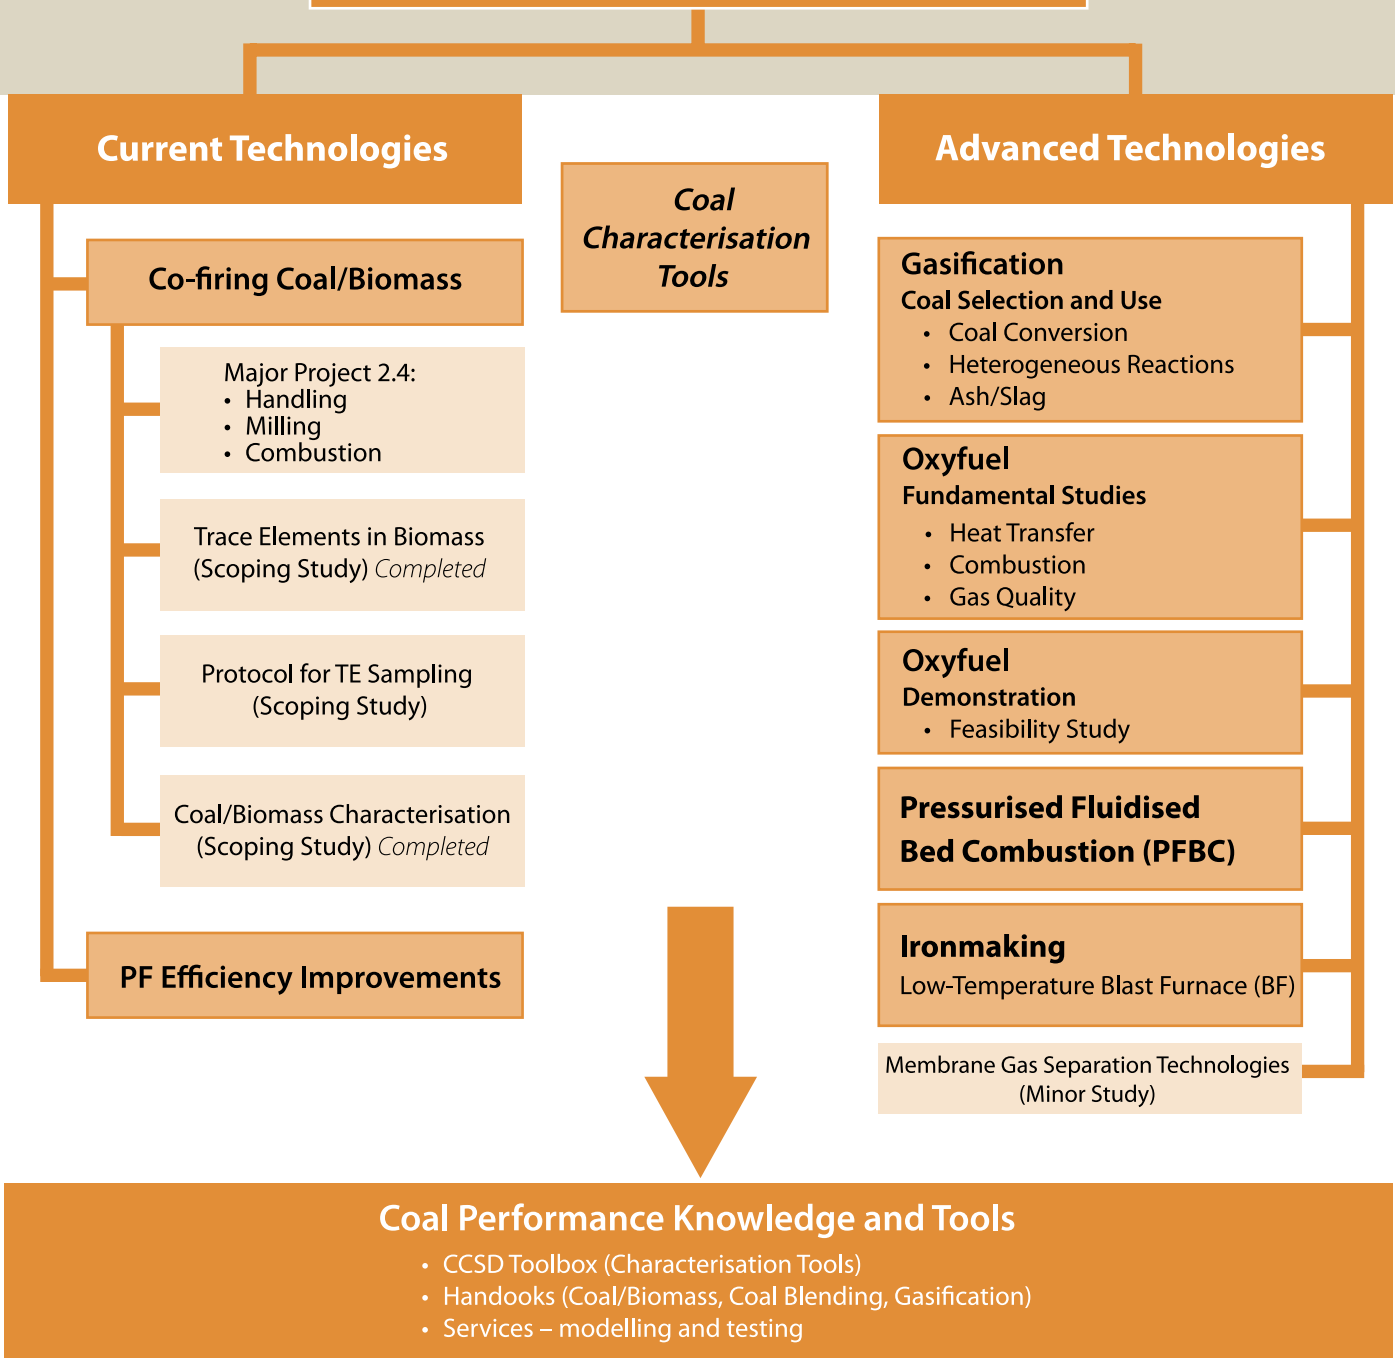 Current Technologies
Co-firing Coal/Biomass
Major Project 2.4:
• Handling
• Milling
• Combustion
Trace Elements in Biomass
(Scoping Study) Completed
Protocol for TE Sampling
(Scoping Study)
Coal/Biomass Characterisation
(Scoping Study) Completed
PF Efficiency Improvements
Coal
Characterisation
Tools
Advanced Technologies
Gasification
Coal Selection and Use
• Coal Conversion
• Heterogeneous Reactions
• Ash/Slag
Oxyfuel
Fundamental Studies
• Heat Transfer
• Combustion
• Gas Quality
Oxyfuel
Demonstration
• Feasibility Study
Pressurised Fluidised
Bed Combustion (PFBC)
Ironmaking
Low-Temperature Blast Furnace (BF)
Membrane Gas Separation Technologies
(Minor Study)
Coal Performance Knowledge and Tools
• CCSD Toolbox (Characterisation Tools)
• Handooks (Coal/Biomass, Coal Blending, Gasification)
• Services – modelling and testing